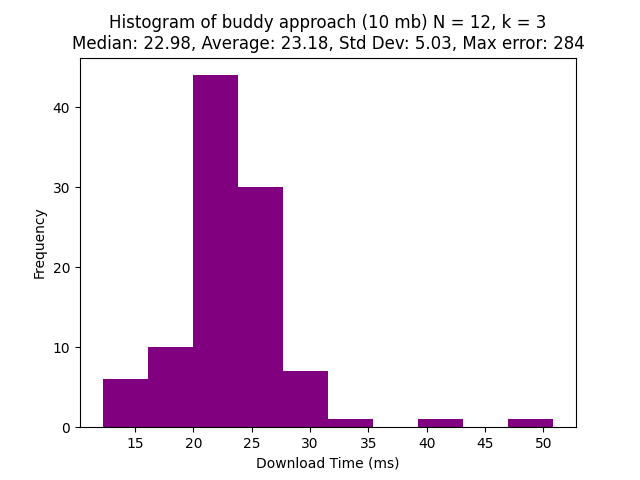 Histogram of buddy approach (10 mb) N = 12, k = 3
Median: 22.98, Average: 23.18, Std Dev: 5.03, Max error: 284
40
30
20
10
0
Frequency
15 20 25 30 35 40 45 50
Download Time (ms)